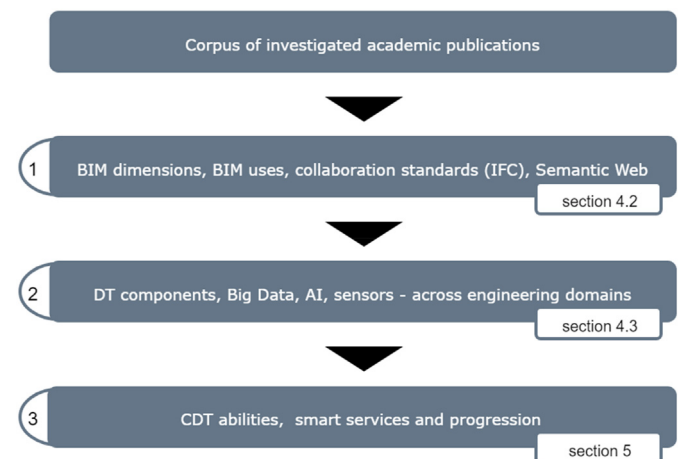 Corpus of investigated academic publications
1
BIM dimensions, BIM uses, collaboration standards (IFC), Semantic Web
section 4.2
2
DT components, Big Data, AI, sensors - across engineering domains
section 4.3
3
CDT abilities, smart services and progression
section 5